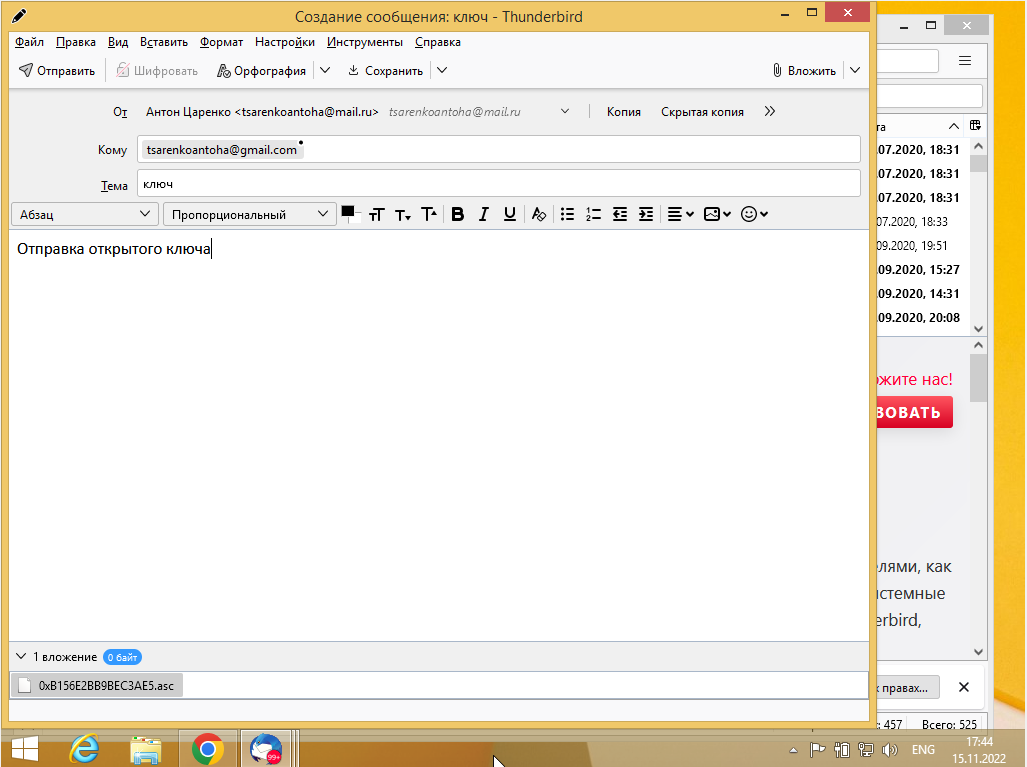 Создание сообщения: ключ - Thunderbird
Файл Правка Вид Вставить Формат Настройки Инструменты Справка
Отправить Шифровать Орфография Сохранить Вложить
От Антон Царенко <tsarenkoantoha@mail.ru> tsarenkoantoha@mail.ru Копия Скрытая копия
Кому tsarenkoantoha@gmail.com
Тема ключ
Абзац Пропорциональный
Отправка открытого ключа
1 вложение 0 байт
0xB156E2BB9BEC3AE5.asc
та
.07.2020, 18:31
.07.2020, 18:31
.07.2020, 18:31
.07.2020, 18:33
.09.2020, 19:51
.09.2020, 15:27
.09.2020, 14:31
.09.2020, 20:08
жите нас!
ВОВАТЬ
елями, как
истемные
erbird,
х правах...
: 457 Всего: 525
99+
ENG
17:44
15.11.2022